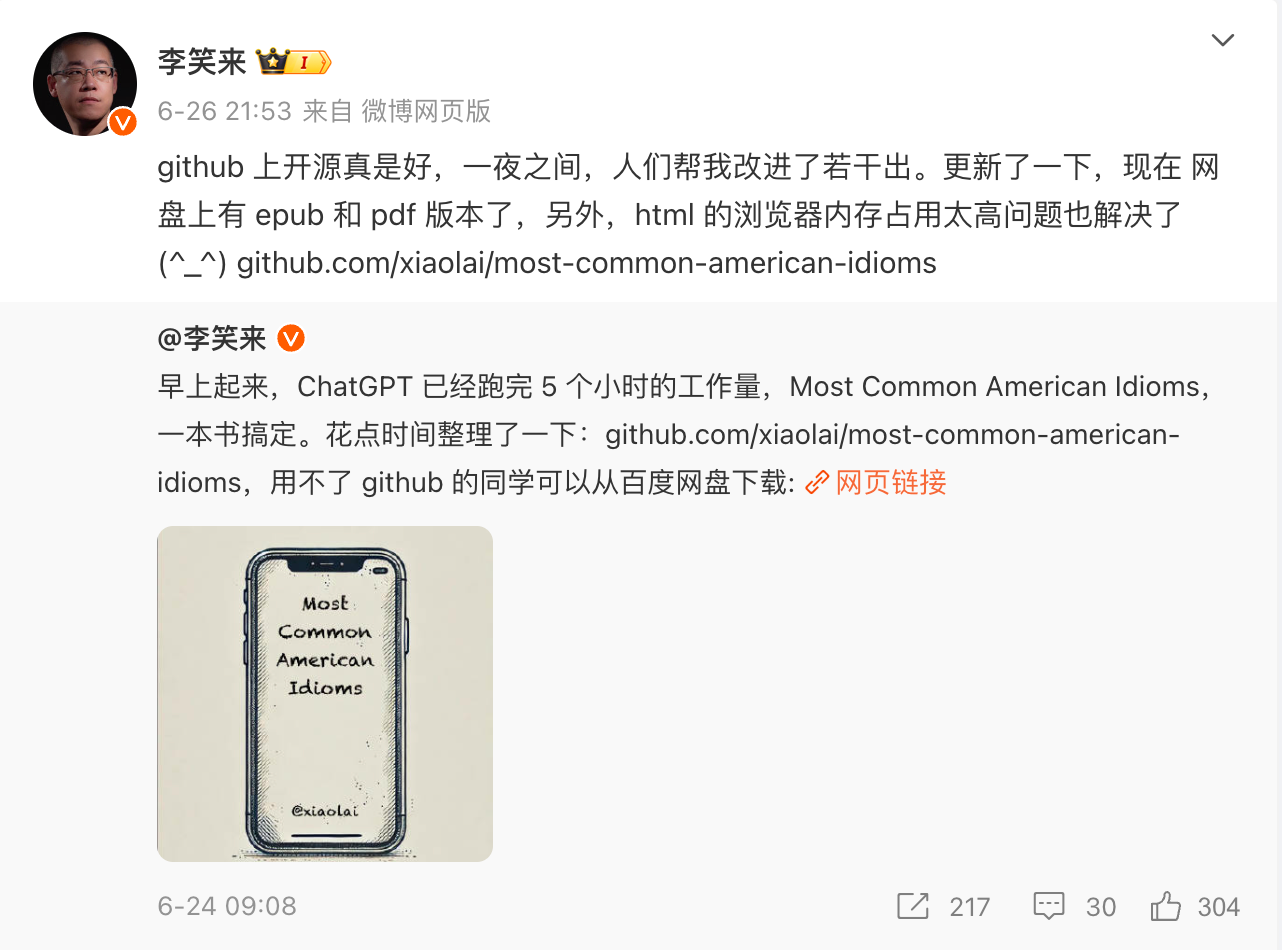 李笑来
6-26 21:53 来自 微博网页版
github 上开源真是好，一夜之间，人们帮我改进了若干出。更新了一下，现在 网
盘上有 epub 和 pdf 版本了，另外，html 的浏览器内存占用太高问题也解决了
(^_^) github.com/xiaolai/most-common-american-idioms
@李笑来
早上起来，ChatGPT 已经跑完 5 个小时的工作量，Most Common American Idioms，
一本书搞定。花点时间整理了一下：github.com/xiaolai/most-common-american-
idioms，用不了 github 的同学可以从百度网盘下载: 网页链接
Most
Common
American
Idioms
@xiaolai
6-24 09:08
217
30
304